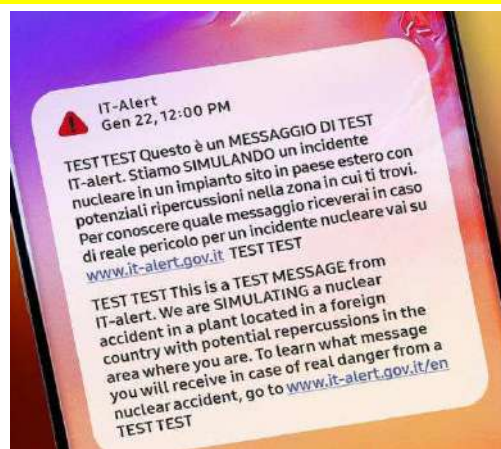 IT-Alert
Gen 22, 12:00 PM
TEST TEST Questo è un MESSAGGIO DI TEST
IT-alert. Stiamo SIMULANDO un incidente
nucleare in un impianto sito in paese estero con
potenziali ripercussioni nella zona in cui ti trovi.
Per conoscere quale messaggio riceverai in caso
di reale pericolo per un incidente nucleare vai su
www.it-alert.gov.it TEST TEST
TEST TEST This is a TEST MESSAGE from
IT-alert. We are SIMULATING a nuclear
accident in a plant located in a foreign
country with potential repercussions in the
area where you are. To learn what message
you will receive in case of real danger from a
nuclear accident, go to www.it-alert.gov.it/en
TEST TEST